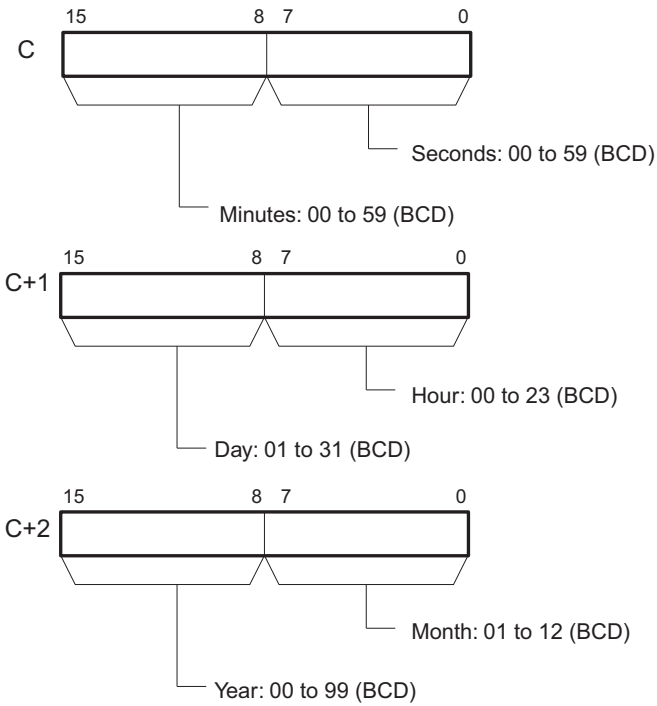 15 8 7 0
C
Seconds: 00 to 59 (BCD)
Minutes: 00 to 59 (BCD)
15 8 7 0
C+1
Hour: 00 to 23 (BCD)
Day: 01 to 31 (BCD)
15 8 7 0
C+2
Month: 01 to 12 (BCD)
Year: 00 to 99 (BCD)